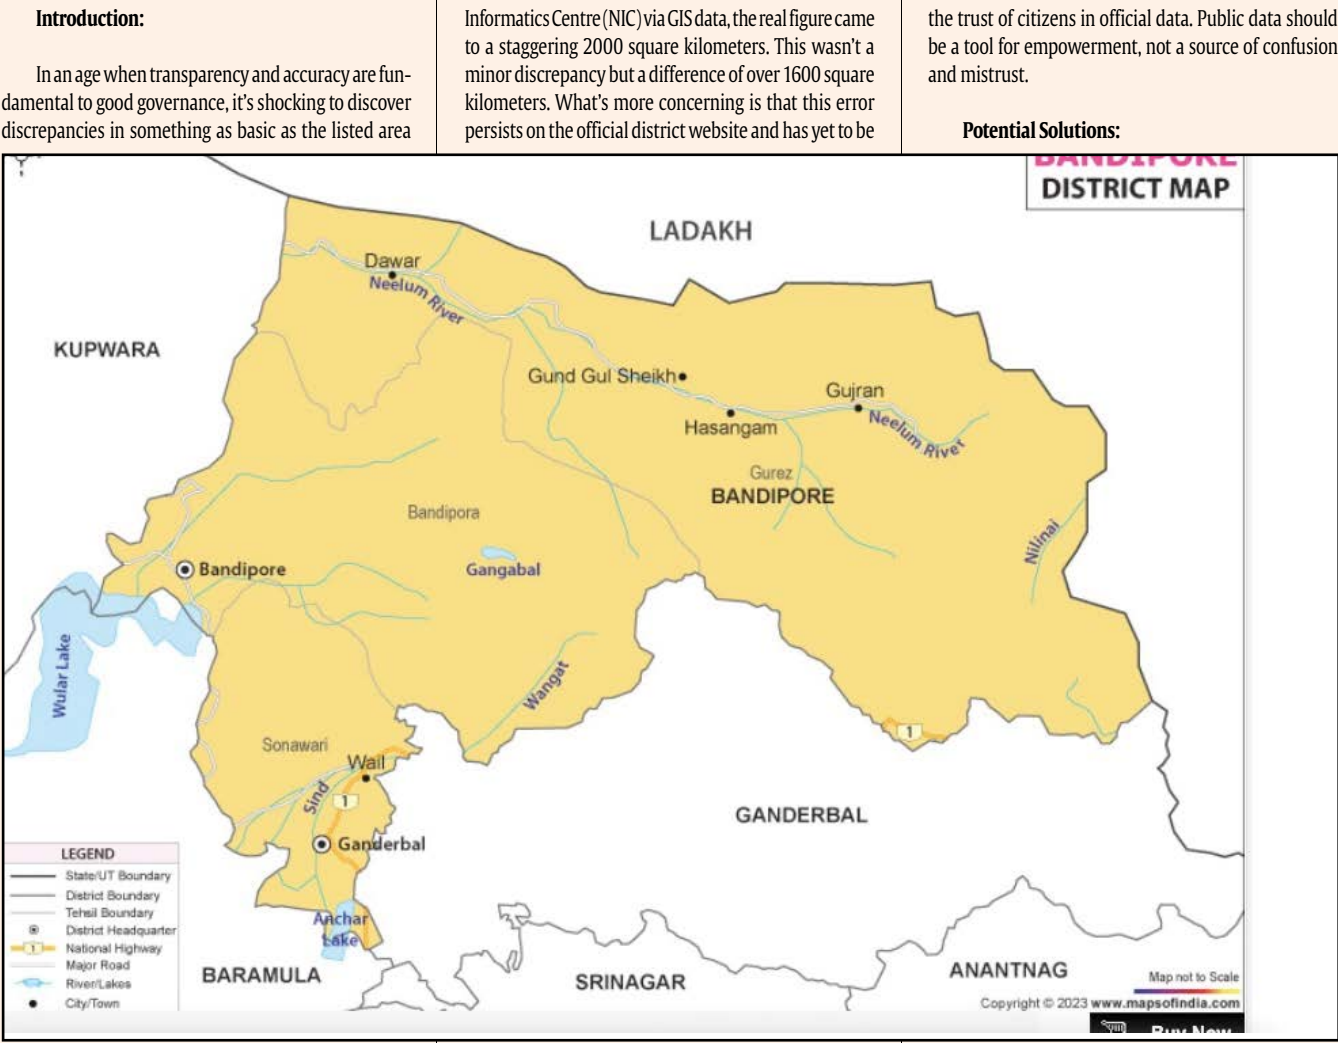 Introduction:
In an age when transparency and accuracy are fun-
damental to good governance, it's shocking to discover
discrepancies in something as basic as the listed area
Informatics Centre (NIC) via GIS data, the real figure came
to a staggering 2000 square kilometers. This wasn't a
minor discrepancy but a difference of over 1600 square
kilometers. What's more concerning is that this error
persists on the official district website and has yet to be
the trust of citizens in official data. Public data should
be a tool for empowerment, not a source of confusion
and mistrust.
Potential Solutions:
BANDIPORE
DISTRICT MAP
LADAKH
Dawar
Neelum River
KUPWARA
Gund Gul Sheikh
Gujran
Hasangam
Neelum River
Gurez
BANDIPORE
Bandipora
Nilinai
Bandipore
Gangabal
Wular Lake
Wangat
1
Sonawari
Wail
Sind
1
GANDERBAL
Ganderbal
LEGEND
State/UT Boundary
District Boundary
Tehsil Boundary
District Headquarter
1 National Highway
Major Road
River/Lakes
City/Town
Anchar
Lake
BARAMULA
SRINAGAR
ANANTNAG
Map not to Scale
Copyright © 2023 www.mapsofindia.com
Buy Now